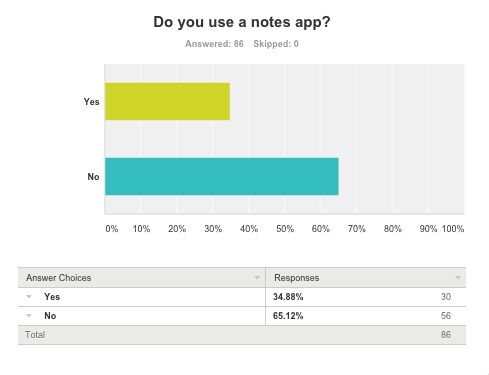 Do you use a notes app?
Answered: 86 Skipped: 0
Yes
No
0% 10% 20% 30% 40% 50% 60% 70% 80% 90% 100%
Answer Choices Responses
Yes 34.88% 30
No 65.12% 56
Total 86